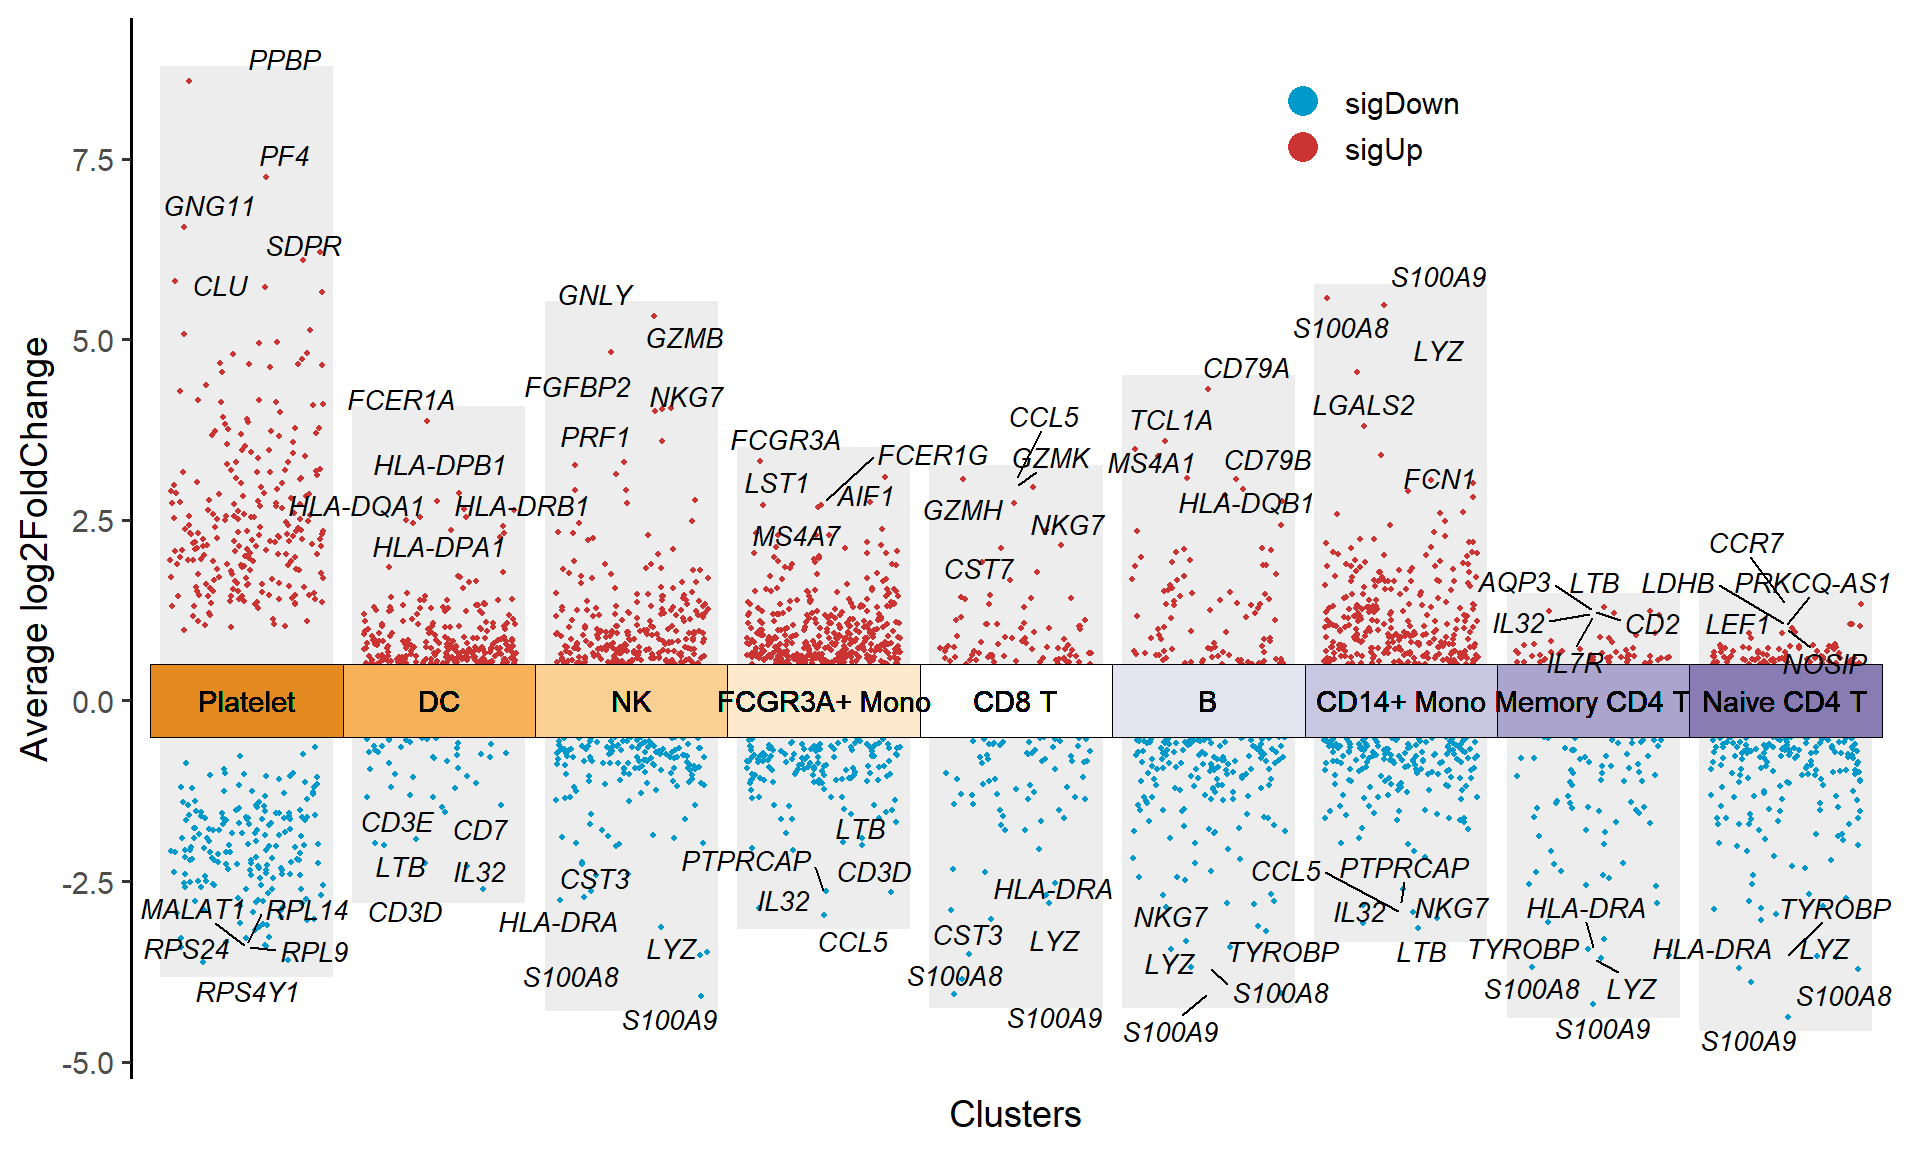 PPBP
PF4
GNG11
SDPR
CLU
sigDown
sigUp
7.5
5.0
2.5
0.0
-2.5
-5.0
Average log2FoldChange
GNLY
GZMB
FGFBP2
NKG7
PRF1
FCER1A
HLA-DPB1
HLA-DQA1
HLA-DRB1
HLA-DPA1
FCGR3A
FCER1G
LST1
AIF1
MS4A7
CCL5
GZMK
GZMH
NKG7
CST7
CD79A
TCL1A
MS4A1
CD79B
HLA-DQB1
S100A9
S100A8
LYZ
LGALS2
FCN1
AQP3
LTB
IL32
CD2
IL7R
CCR7
LDHB
PRKCQ-AS1
LEF1
NOSIP
Platelet
DC
NK
FCGR3A+ Mono
CD8 T
B
CD14+ Mono
Memory CD4 T
Naive CD4 T
MALAT1
RPL14
RPS24
RPL9
RPS4Y1
CD3E
CD7
LTB
IL32
CD3D
CST3
HLA-DRA
LYZ
S100A8
S100A9
LTB
PTPRCAP
CD3D
IL32
CCL5
HLA-DRA
CST3
LYZ
S100A8
S100A9
NKG7
TYROBP
LYZ
S100A8
S100A9
CCL5
PTPRCAP
IL32
NKG7
LTB
HLA-DRA
TYROBP
S100A8
LYZ
S100A9
TYROBP
HLA-DRA
LYZ
S100A8
S100A9
Clusters